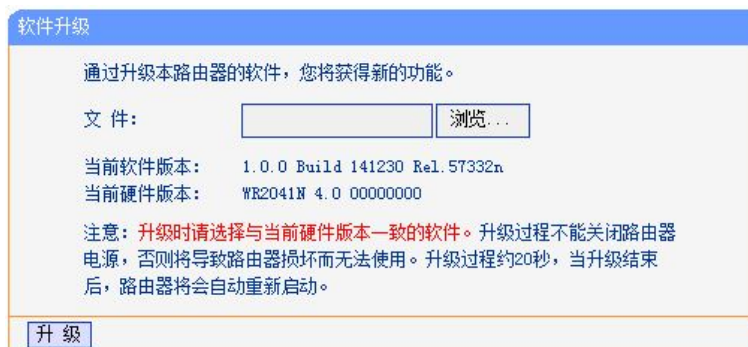 软件升级
通过升级本路由器的软件，您将获得新的功能。
文 件：
浏览...
当前软件版本： 1.0.0 Build 141230 Rel.57332n
当前硬件版本： WR2041N 4.0 00000000
注意：升级时请选择与当前硬件版本一致的软件。升级过程不能关闭路由器
电源，否则将导致路由器损坏而无法使用。升级过程约20秒，当升级结束
后，路由器将会自动重新启动。
升 级